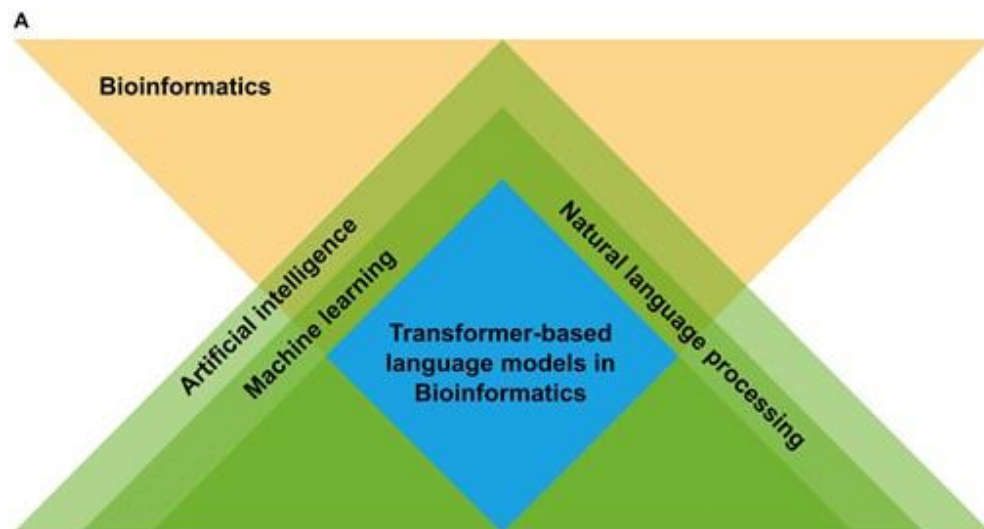 A
Bioinformatics
Artificial intelligence
Machine learning
Natural language processing
Transformer-based
language models in
Bioinformatics